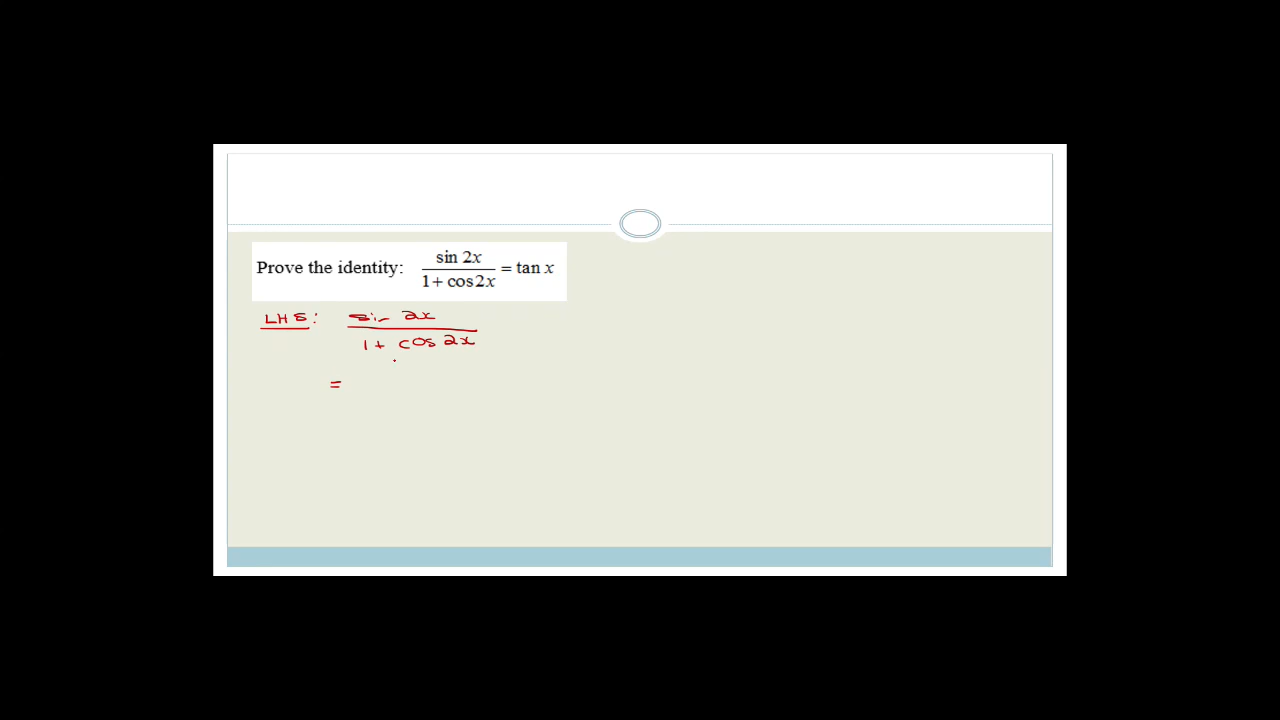 Prove the identity: sin 2x / 1 + cos2x = tan x
LHS: sin 2x
1 + cos 2x
=